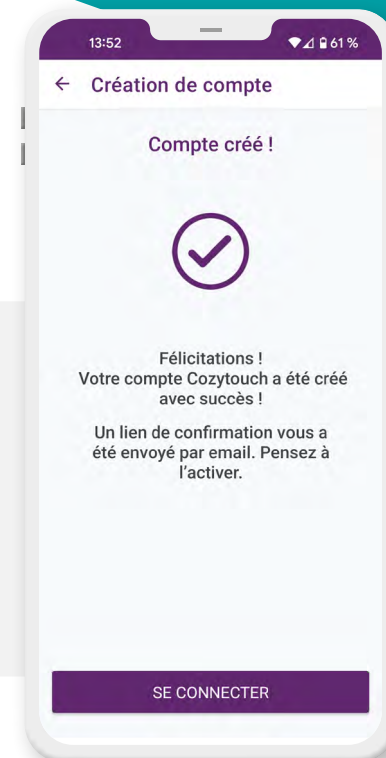 13:52
61 %
Création de compte
Compte créé !
Félicitations !
Votre compte Cozytouch a été créé
avec succès !
Un lien de confirmation vous a
été envoyé par email. Pensez à
l’activer.
SE CONNECTER